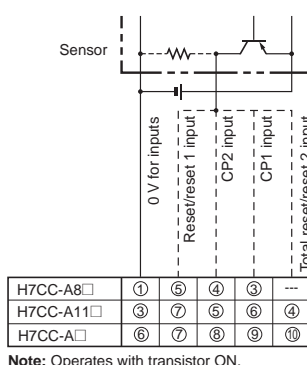 Sensor
0 V for inputs
Reset/reset 1 input
CP2 input
CP1 input
Total reset/reset 2 input
H7CC-A8□ ① ⑤ ④ ③ ---
H7CC-A11□ ③ ⑦ ⑤ ⑥ ④
H7CC-A□ ⑥ ⑦ ⑧ ⑨ ⑩
Note: Operates with transistor ON.